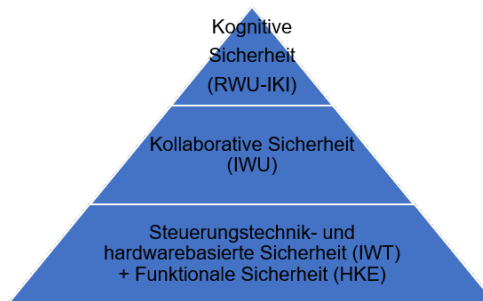 Kognitive
Sicherheit
(RWU-IKI)
Kollaborative Sicherheit
(IWU)
Steuerungstechnik- und
hardwarebasierte Sicherheit (IWT)
+ Funktionale Sicherheit (HKE)